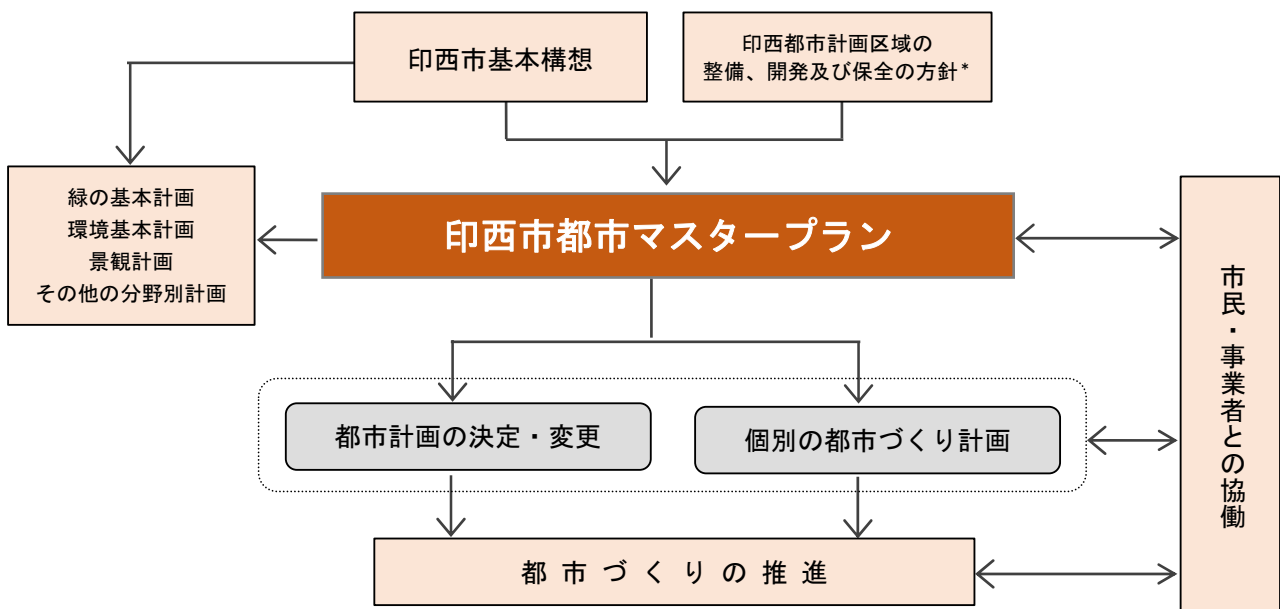 印西市基本構想
印西都市計画区域の
整備、開発及び保全の方針*
緑の基本計画
環境基本計画
景観計画
その他の分野別計画
印西市都市マスタープラン
市民・事業者との協働
都市計画の決定・変更
個別の都市づくり計画
都市づくりの推進